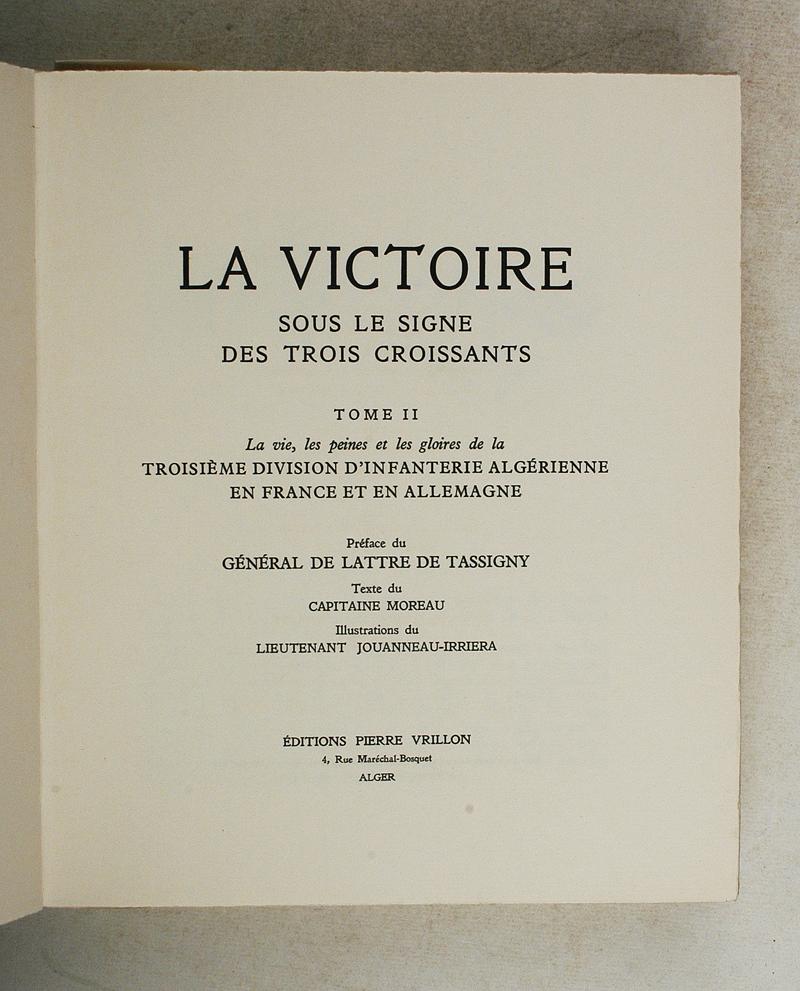 LA VICTOIRE
SOUS LE SIGNE
DES TROIS CROISSANTS
TOME II
La vie, les peines et les gloires de la
TROISIÈME DIVISION D'INFANTERIE ALGÉRIENNE
EN FRANCE ET EN ALLEMAGNE
Préface du
GÉNÉRAL DE LATTRE DE TASSIGNY
Texte du
CAPITAINE MOREAU
Illustrations du
LIEUTENANT JOUANNEAU-IRRIERA
ÉDITIONS PIERRE VRILLON
4, Rue Maréchal-Bosquet
ALGER